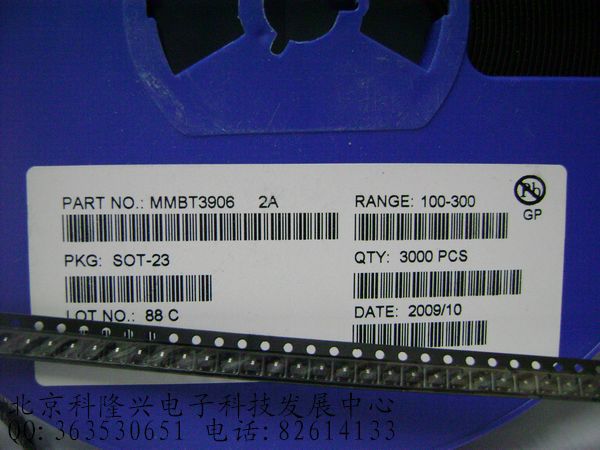 PART NO.: MMBT3906 2A
RANGE: 100-300
Pb
GP
PKG: SOT-23
QTY: 3000 PCS
LOT NO.: 88 C
DATE: 2009/10
北京科隆兴电子科技发展中心
QQ: 363530651 电话: 82614133